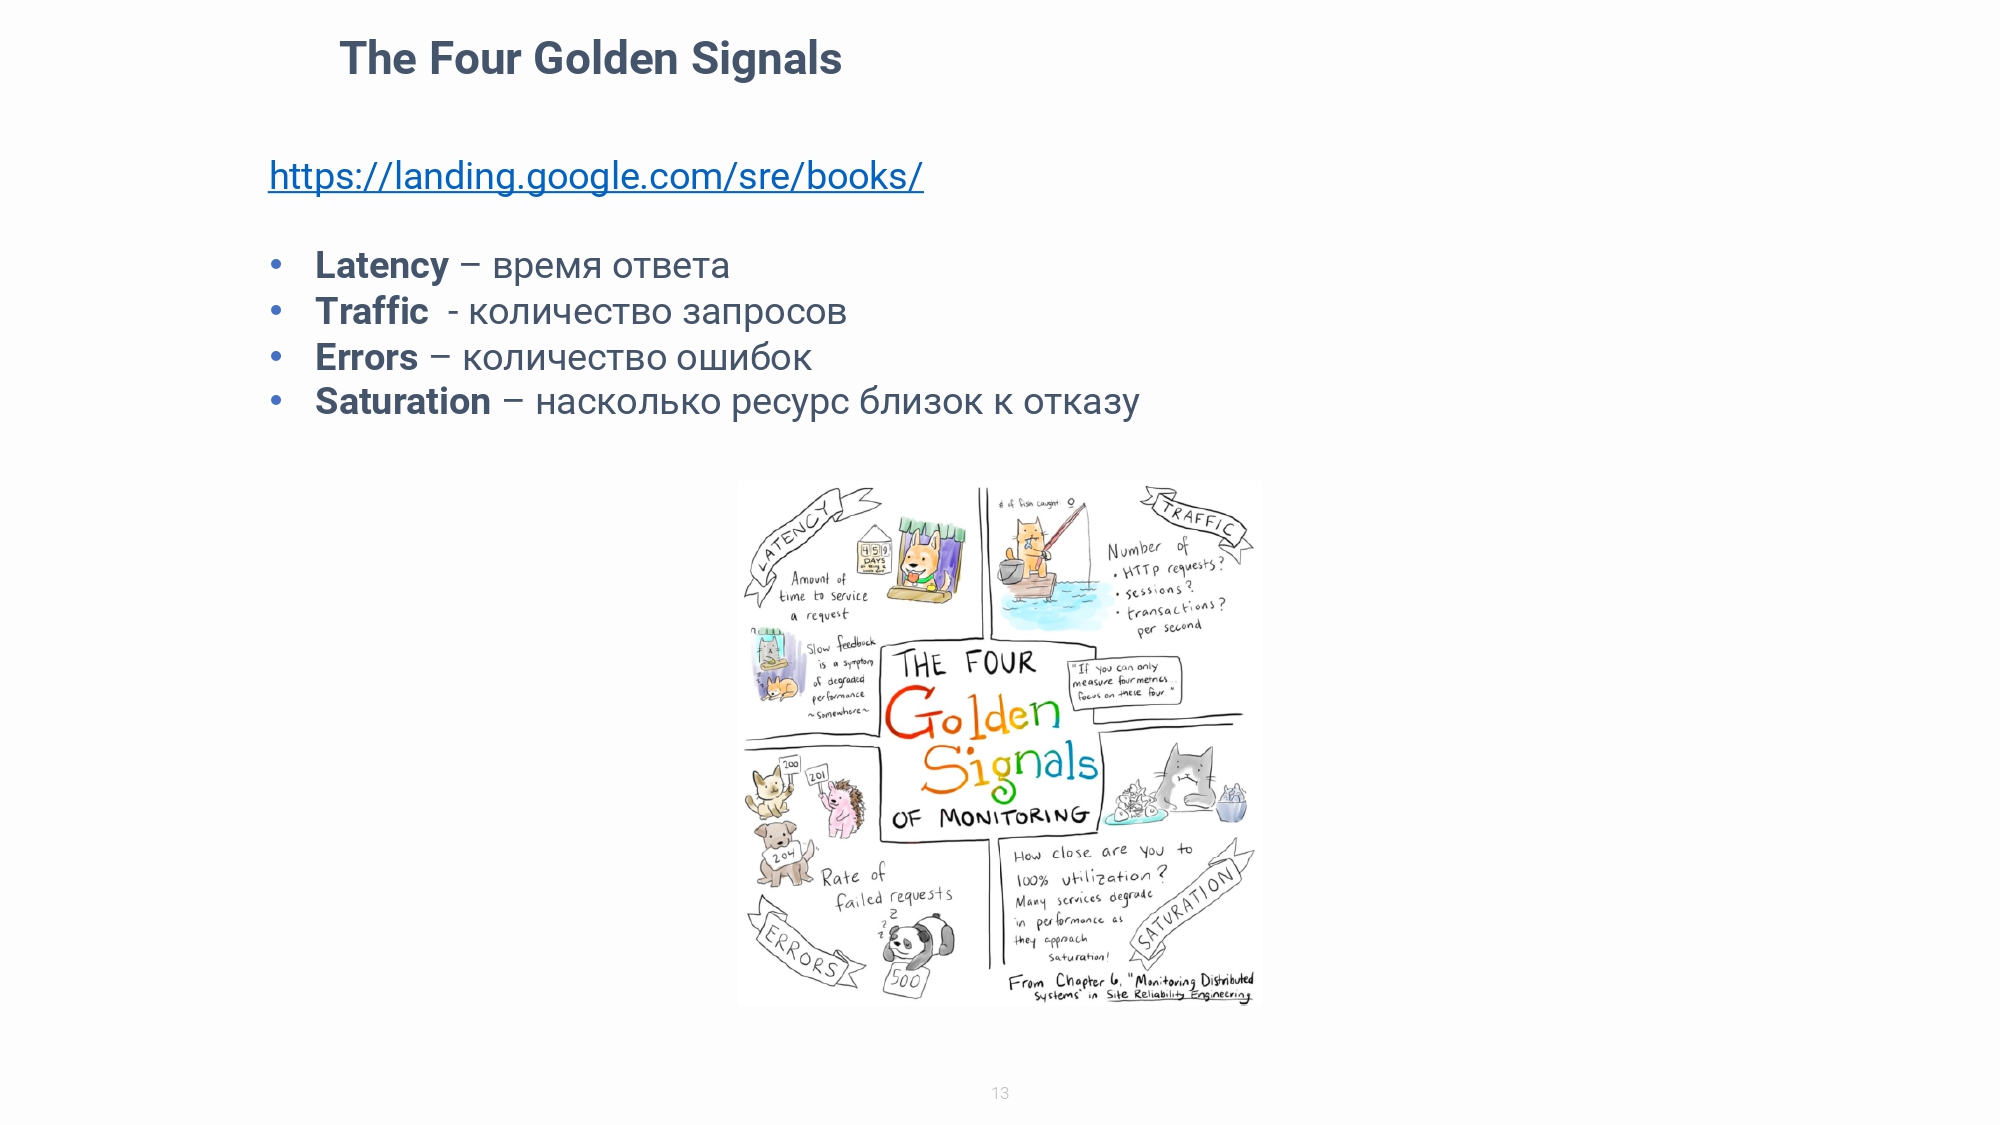 The Four Golden Signals
https://landing.google.com/sre/books/
• Latency – время ответа
• Traffic - количество запросов
• Errors – количество ошибок
• Saturation – насколько ресурс близок к отказу
LATENCY
459
DAYS
Amount of
time to service
a request
Slow feedback
is a symptom
of degraded
performance
~somewhere~
# of fish caught: 0
TRAFFIC
Number of
• HTTP requests?
• sessions?
• transactions?
per second
THE FOUR
Golden
Signals
OF MONITORING
"If you can only
measure four metrics...
focus on these four."
200
201
204
Rate of
failed requests
z
z
z
ERRORS
500
How close are you to
100% utilization?
Many services degrade
in performance as
they approach
saturation!
SATURATION
From Chapter 6, "Monitoring Distributed
Systems" in Site Reliability Engineering
13